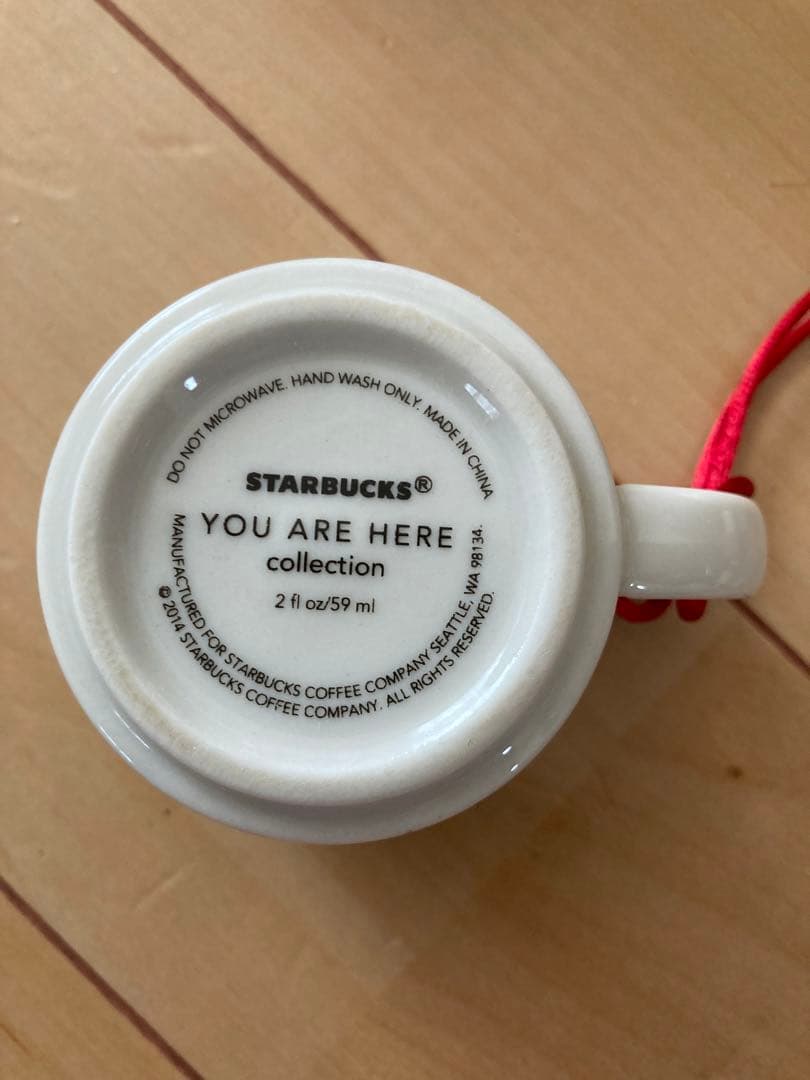 DO NOT MICROWAVE. HAND WASH ONLY. MADE IN CHINA
STARBUCKS®
YOU ARE HERE
collection
2 fl oz/59 ml
MANUFACTURED FOR STARBUCKS COFFEE COMPANY SEATTLE, WA 98134.
© 2014 STARBUCKS COFFEE COMPANY. ALL RIGHTS RESERVED.